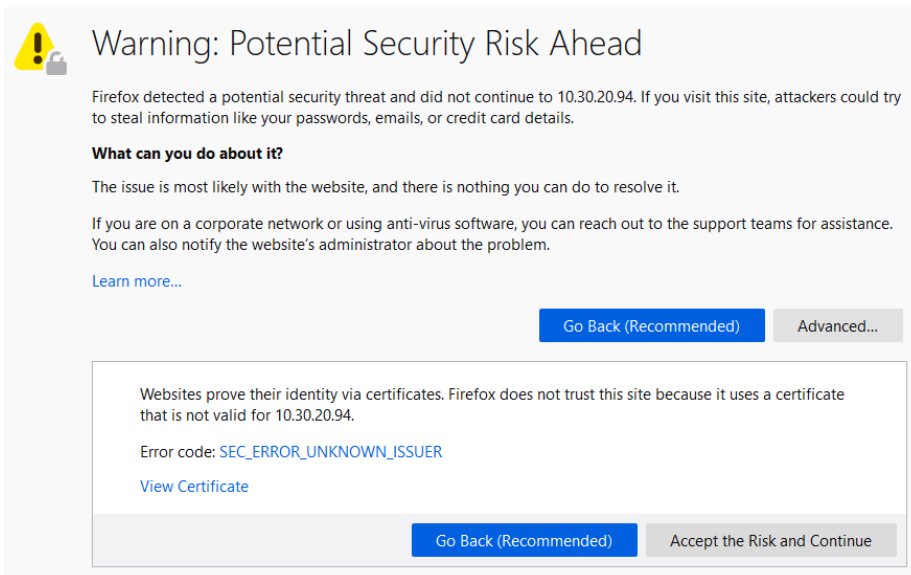 Warning: Potential Security Risk Ahead
Firefox detected a potential security threat and did not continue to 10.30.20.94. If you visit this site, attackers could try
to steal information like your passwords, emails, or credit card details.
What can you do about it?
The issue is most likely with the website, and there is nothing you can do to resolve it.
If you are on a corporate network or using anti-virus software, you can reach out to the support teams for assistance.
You can also notify the website's administrator about the problem.
Learn more...
Go Back (Recommended)
Advanced...
Websites prove their identity via certificates. Firefox does not trust this site because it uses a certificate
that is not valid for 10.30.20.94.
Error code: SEC_ERROR_UNKNOWN_ISSUER
View Certificate
Go Back (Recommended)
Accept the Risk and Continue